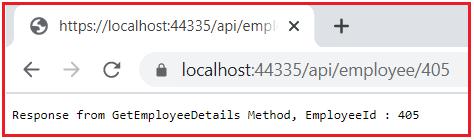 https://localhost:44335/api/empl
localhost:44335/api/employee/405
Response from GetEmployeeDetails Method, EmployeeId : 405